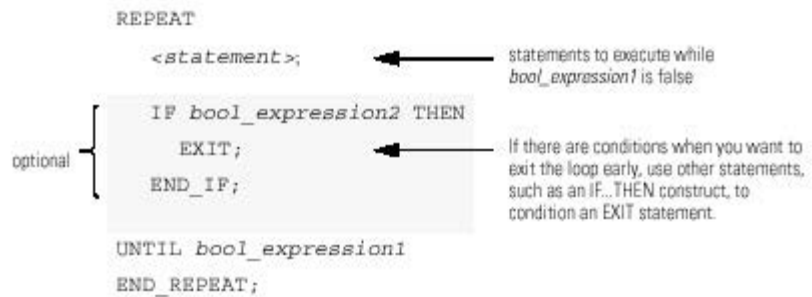 REPEAT
<statement>;
statements to execute while
bool_expression1 is false
optional
IF bool_expression2 THEN
EXIT;
END_IF;
If there are conditions when you want to
exit the loop early, use other statements,
such as an IF...THEN construct, to
condition an EXIT statement.
UNTIL bool_expression1
END_REPEAT;